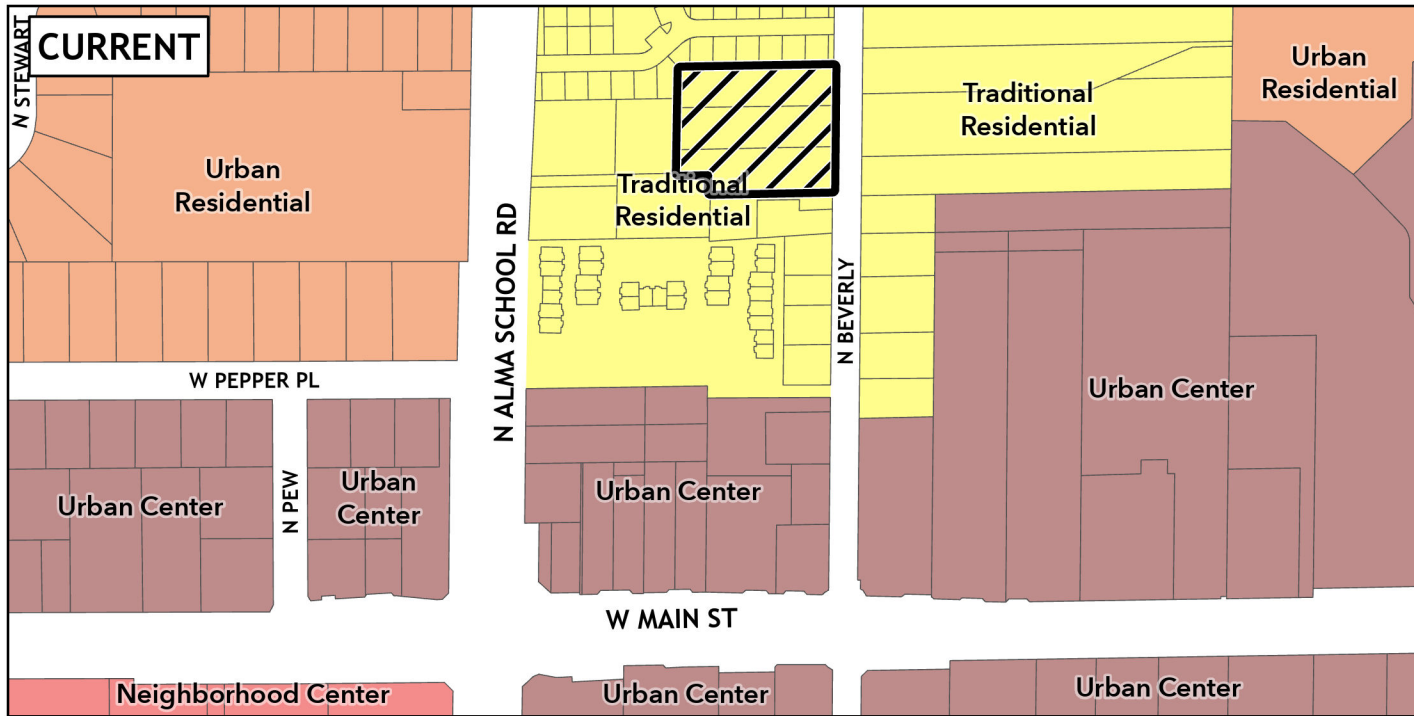 N STEWART
CURRENT
Urban
Residential
Traditional
Residential
Urban
Residential
Traditional
Residential
N ALMA SCHOOL RD
N BEVERLY
W PEPPER PL
Urban Center
Urban Center
N PEW
Urban
Center
Urban Center
W MAIN ST
Neighborhood Center
Urban Center
Urban Center